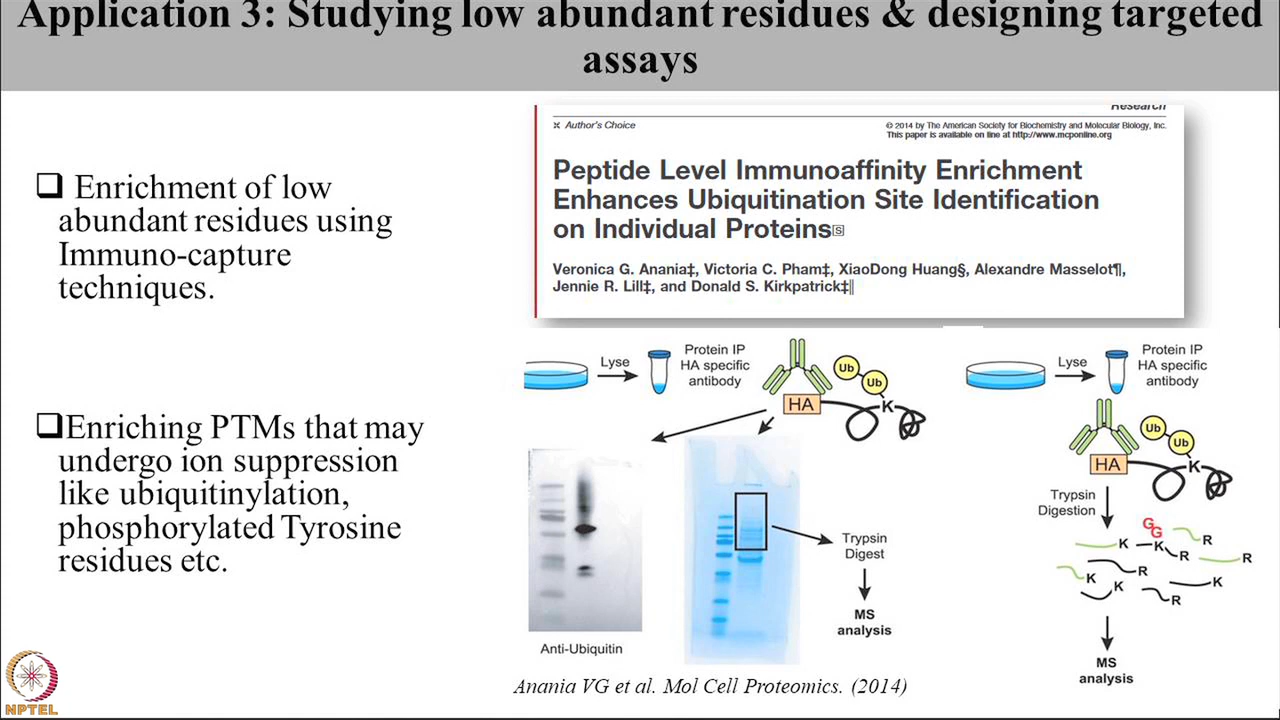 Application 3: Studying low abundant residues & designing targeted
assays
❑ Enrichment of low
abundant residues using
Immuno-capture
techniques.
❑Enriching PTMs that may
undergo ion suppression
like ubiquitinylation,
phosphorylated Tyrosine
residues etc.
Research
Author's Choice
© 2014 by The American Society for Biochemistry and Molecular Biology, Inc.
This paper is available on line at http://www.mcponline.org
Peptide Level Immunoaffinity Enrichment
Enhances Ubiquitination Site Identification
on Individual Proteins[S]
Veronica G. Anania‡, Victoria C. Pham‡, XiaoDong Huang§, Alexandre Masselot¶,
Jennie R. Lill‡, and Donald S. Kirkpatrick‡‖
Lyse
Protein IP
HA specific
antibody
Ub
Ub
HA
K
Anti-Ubiquitin
Trypsin
Digest
MS
analysis
Lyse
Protein IP
HA specific
antibody
Ub
Ub
HA
K
Trypsin
Digestion
G
G
K
K
R
R
R
K
K
R
K
R
MS
analysis
Anania VG et al. Mol Cell Proteomics. (2014)
NPTEL